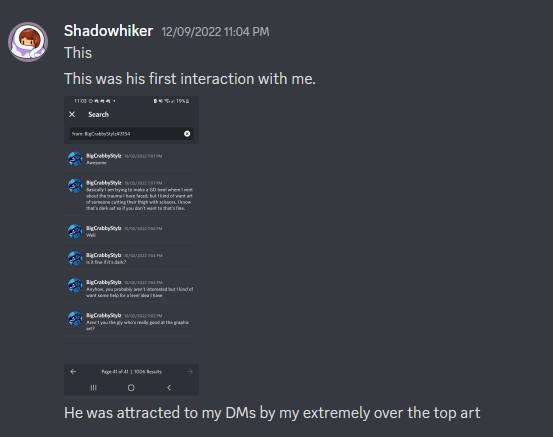 Shadowhiker 12/09/2022 11:04 PM
This
This was his first interaction with me.
11:03
19%
Search
from: BigCrabbyStylz#3154
BigCrabbyStylz 10/02/2022 7:07 PM
Awesome
BigCrabbyStylz 10/02/2022 7:07 PM
Basically I am trying to make a GD level where I vent
about the trauma I have faced, but I kind of want art
of someone cutting their thigh with scissors. I know
that's dark asf so if you don't want to that's fine.
BigCrabbyStylz 10/02/2022 7:04 PM
Well
BigCrabbyStylz 10/02/2022 7:04 PM
Is it fine if it's dark?
BigCrabbyStylz 10/02/2022 7:03 PM
Anyhow, you probably aren't interested but I kind of
want some help for a level idea I have
BigCrabbyStylz 10/02/2022 7:02 PM
Aren't you the giy who's really good at the graphic
art?
Page 41 of 41 | 1006 Results
He was attracted to my DMs by my extremely over the top art